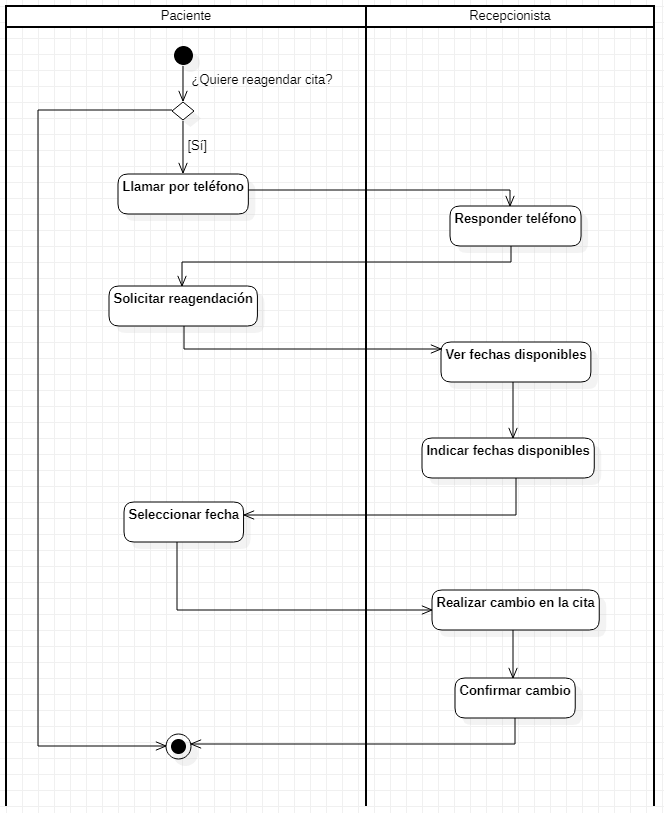 Paciente
Recepcionista
¿Quiere reagendar cita?
[Sí]
Llamar por teléfono
Responder teléfono
Solicitar reagendación
Ver fechas disponibles
Indicar fechas disponibles
Seleccionar fecha
Realizar cambio en la cita
Confirmar cambio